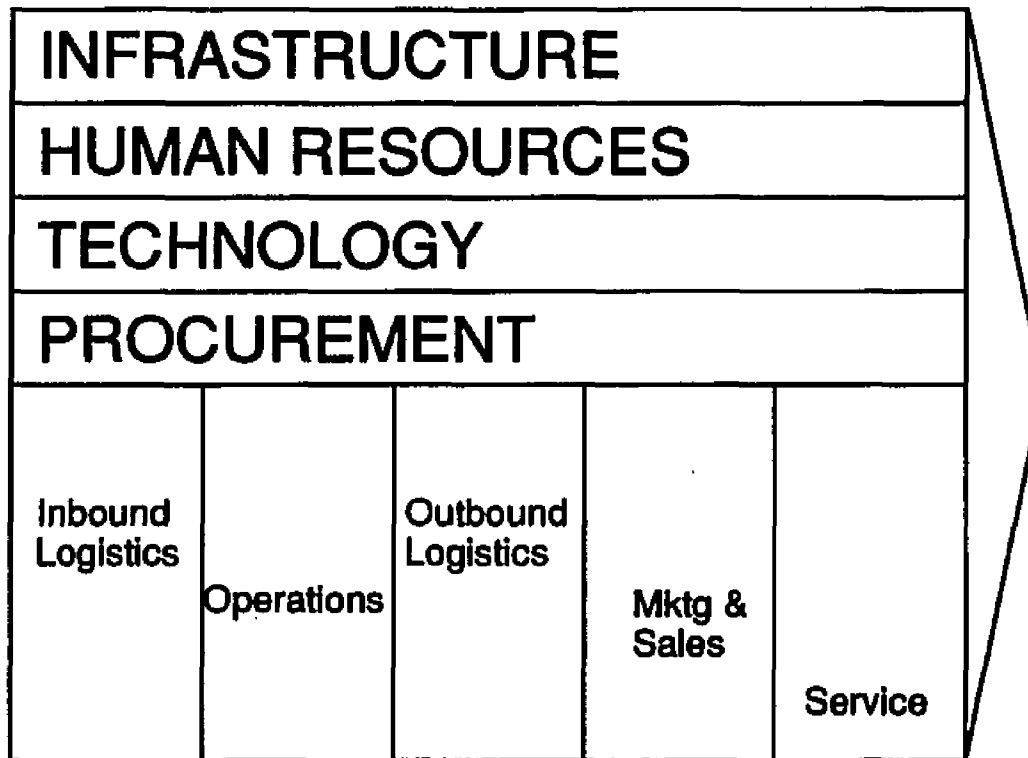 INFRASTRUCTURE
HUMAN RESOURCES
TECHNOLOGY
PROCUREMENT
Inbound
Logistics
Operations
Outbound
Logistics
Mktg &
Sales
Service